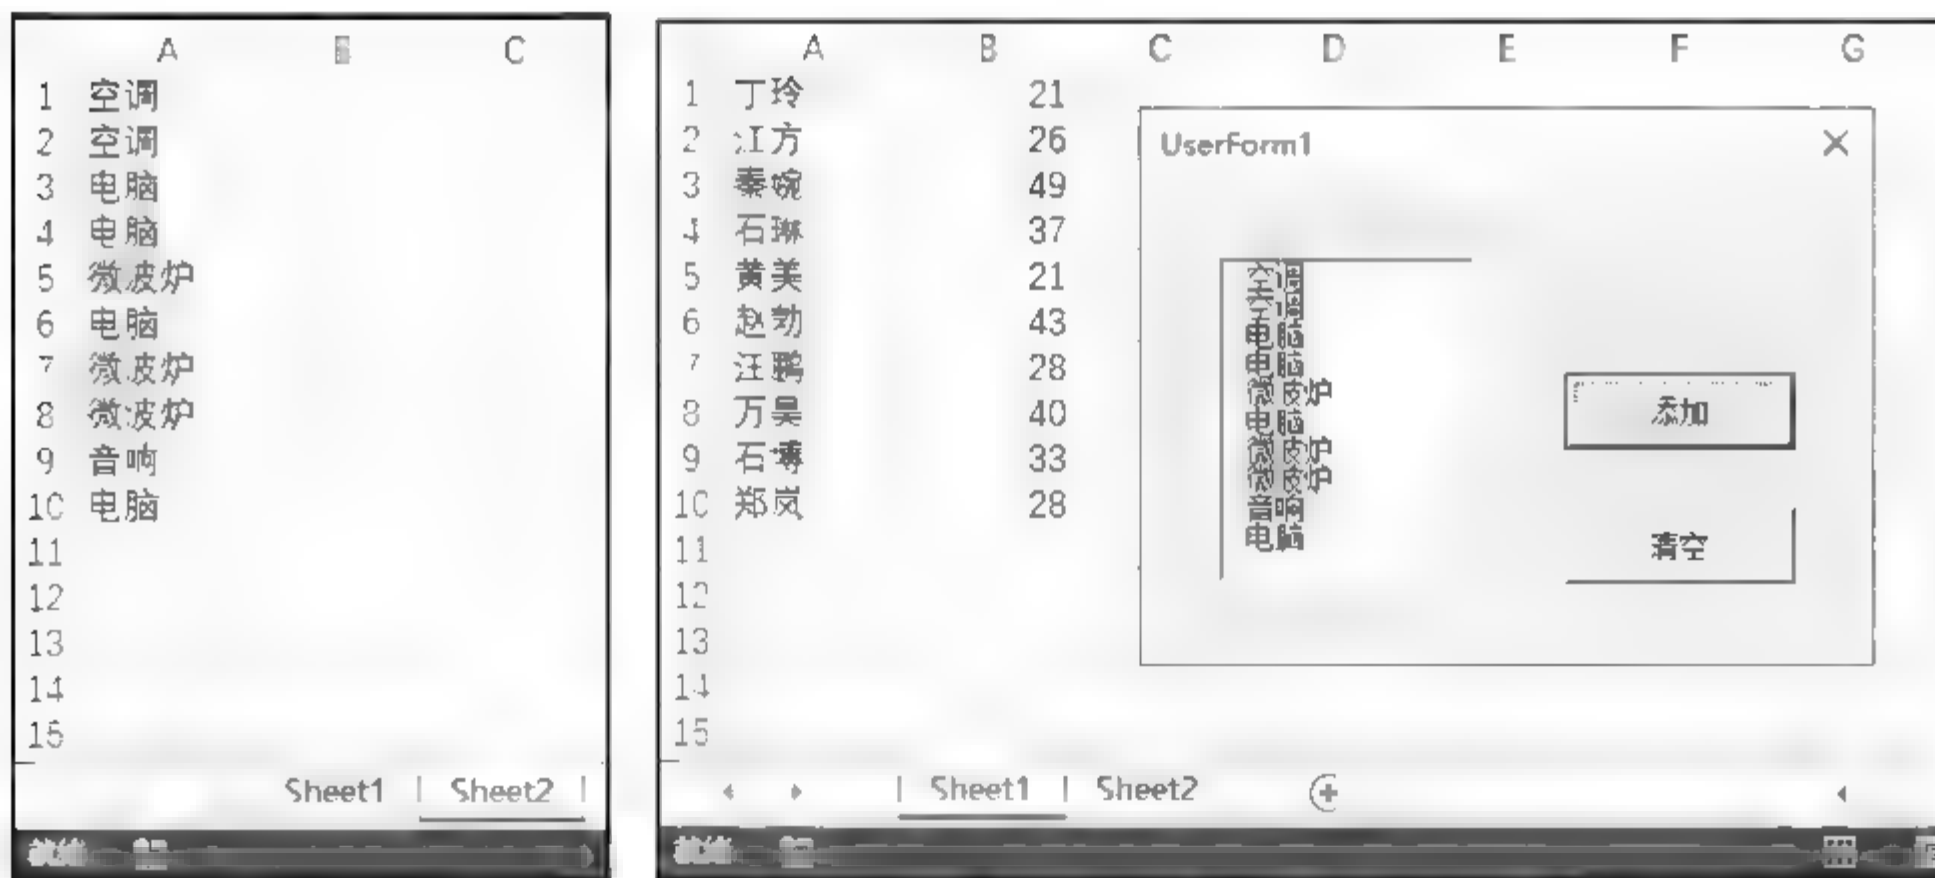 A B C
1 空调
2 空调
3 电脑
4 电脑
5 微波炉
6 电脑
7 微波炉
8 微波炉
9 音响
10 电脑
11
12
13
14
15
Sheet1 Sheet2
就绪
A B C D E F G
1 丁玲 21
2 江方 26
3 秦婉 49
4 石琳 37
5 黄美 21
6 赵勃 43
7 汪鹏 28
8 万昊 40
9 石博 33
10 郑岚 28
11
12
13
14
15
UserForm1
空调
空调
电脑
电脑
微波炉
电脑
微波炉
微波炉
音响
电脑
添加
清空
Sheet1 Sheet2
就绪